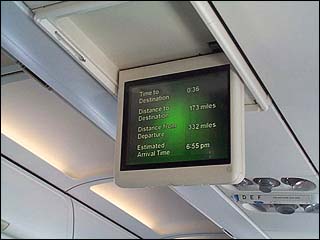 Time to 0:36
Destination
Distance to 173 miles
Destination
Distance from 332 miles
Departure
Estimated 6:55 pm
Arrival Time
D E F